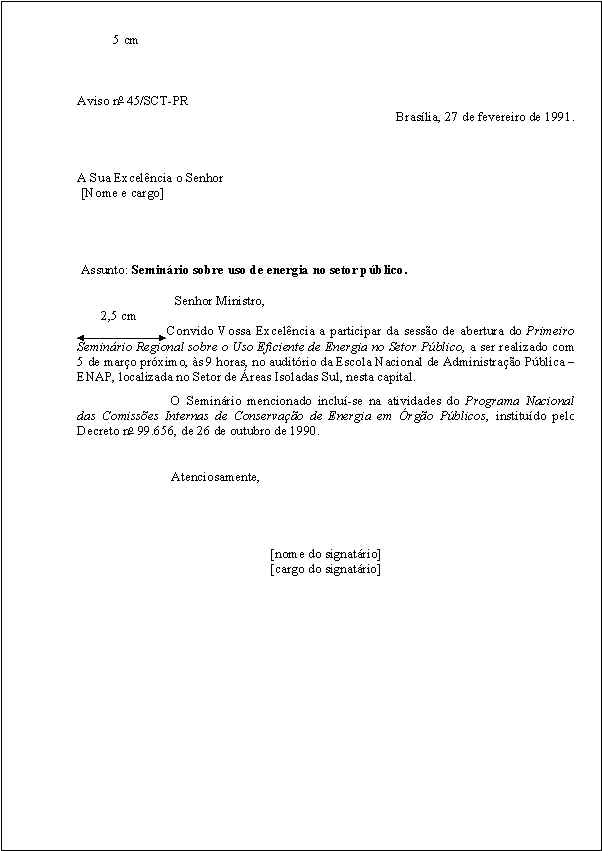 5 cm
Aviso nº 45/SCT-PR
Brasília, 27 de fevereiro de 1991.
A Sua Excelência o Senhor
[Nome e cargo]
Assunto: Seminário sobre uso de energia no setor público.
Senhor Ministro,
2,5 cm
Convido Vossa Excelência a participar da sessão de abertura do Primeiro
Seminário Regional sobre o Uso Eficiente de Energia no Setor Público, a ser realizado com
5 de março próximo, às 9 horas, no auditório da Escola Nacional de Administração Pública –
ENAP, localizada no Setor de Áreas Isoladas Sul, nesta capital.
O Seminário mencionado inclui-se na atividades do Programa Nacional
das Comissões Internas de Conservação de Energia em Órgão Públicos, instituído pelo
Decreto nº 99.656, de 26 de outubro de 1990.
Atenciosamente,
[nome do signatário]
[cargo do signatário]